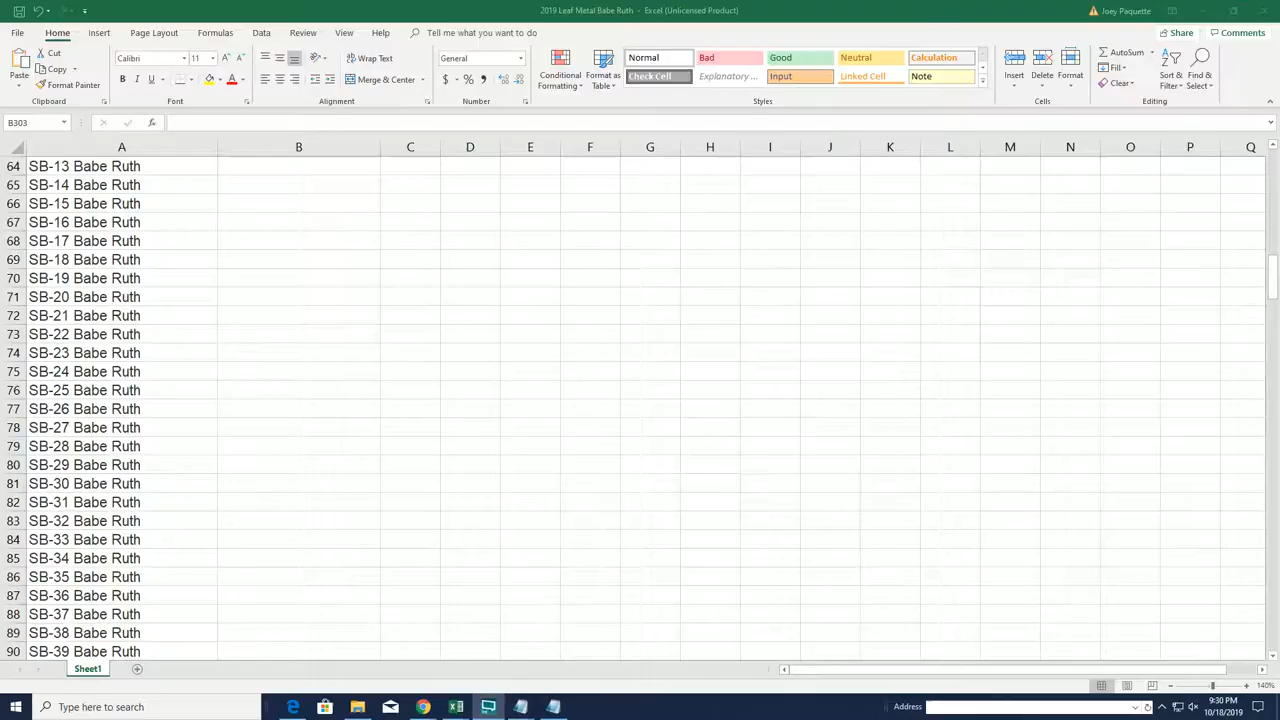 2019 Leaf Metal Babe Ruth - Excel (Unlicensed Product) Joey Paquette
File Home Insert Page Layout Formulas Data Review View Help Tell me what you want to do Share Comments
Paste Cut Copy Format Painter Clipboard
Calibri 11 B I U A Font
Wrap Text Merge & Center Alignment
General $ % , Number
Conditional Formatting Format as Table
Normal Bad Good Neutral Calculation
Check Cell Explanatory ... Input Linked Cell Note
Styles
Insert Delete Format Cells
AutoSum Fill Clear Sort & Filter Find & Select Editing
B303 fx
A B C D E F G H I J K L M N O P Q
64 SB-13 Babe Ruth
65 SB-14 Babe Ruth
66 SB-15 Babe Ruth
67 SB-16 Babe Ruth
68 SB-17 Babe Ruth
69 SB-18 Babe Ruth
70 SB-19 Babe Ruth
71 SB-20 Babe Ruth
72 SB-21 Babe Ruth
73 SB-22 Babe Ruth
74 SB-23 Babe Ruth
75 SB-24 Babe Ruth
76 SB-25 Babe Ruth
77 SB-26 Babe Ruth
78 SB-27 Babe Ruth
79 SB-28 Babe Ruth
80 SB-29 Babe Ruth
81 SB-30 Babe Ruth
82 SB-31 Babe Ruth
83 SB-32 Babe Ruth
84 SB-33 Babe Ruth
85 SB-34 Babe Ruth
86 SB-35 Babe Ruth
87 SB-36 Babe Ruth
88 SB-37 Babe Ruth
89 SB-38 Babe Ruth
90 SB-39 Babe Ruth
Sheet1
140%
Type here to search Address 9:30 PM
10/18/2019